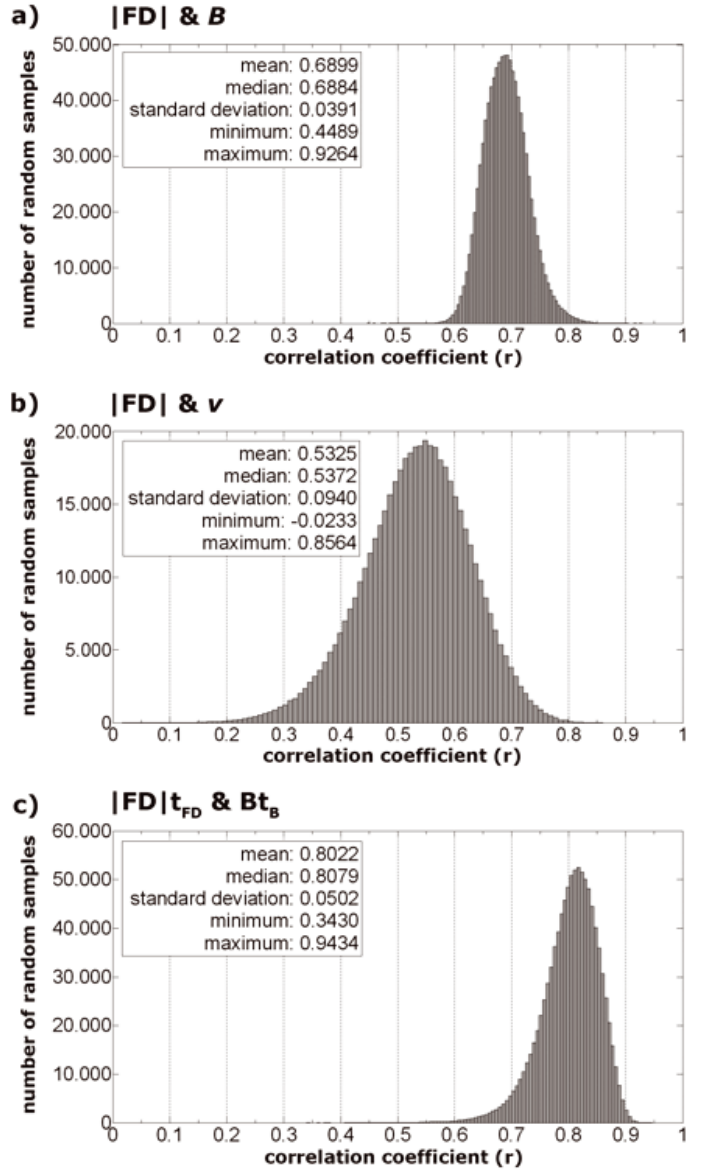 a) |FD| & B
50.000
40.000
30.000
20.000
10.000
0
number of random samples
mean: 0.6899
median: 0.6884
standard deviation: 0.0391
minimum: 0.4489
maximum: 0.9264
0 0.1 0.2 0.3 0.4 0.5 0.6 0.7 0.8 0.9 1
correlation coefficient (r)
b) |FD| & v
20.000
15.000
10.000
5.000
0
number of random samples
mean: 0.5325
median: 0.5372
standard deviation: 0.0940
minimum: -0.0233
maximum: 0.8564
0 0.1 0.2 0.3 0.4 0.5 0.6 0.7 0.8 0.9 1
correlation coefficient (r)
c) |FD|tFD & BtB
60.000
50.000
40.000
30.000
20.000
10.000
0
number of random samples
mean: 0.8022
median: 0.8079
standard deviation: 0.0502
minimum: 0.3430
maximum: 0.9434
0 0.1 0.2 0.3 0.4 0.5 0.6 0.7 0.8 0.9 1
correlation coefficient (r)